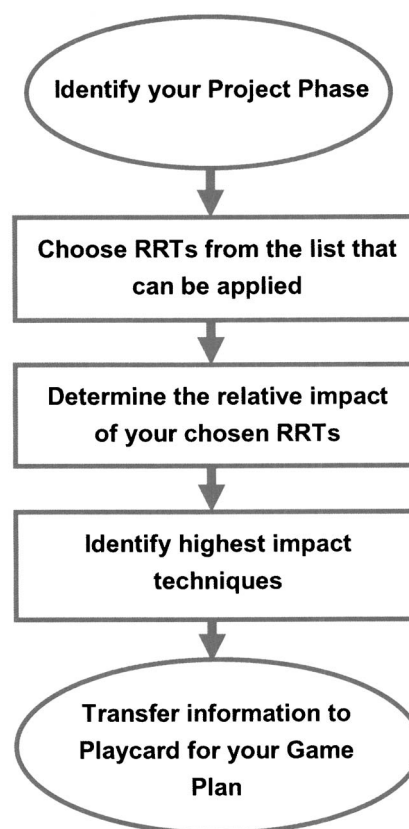 Identify your Project Phase
Choose RRTs from the list that
can be applied
Determine the relative impact
of your chosen RRTs
Identify highest impact
techniques
Transfer information to
Playcard for your Game
Plan